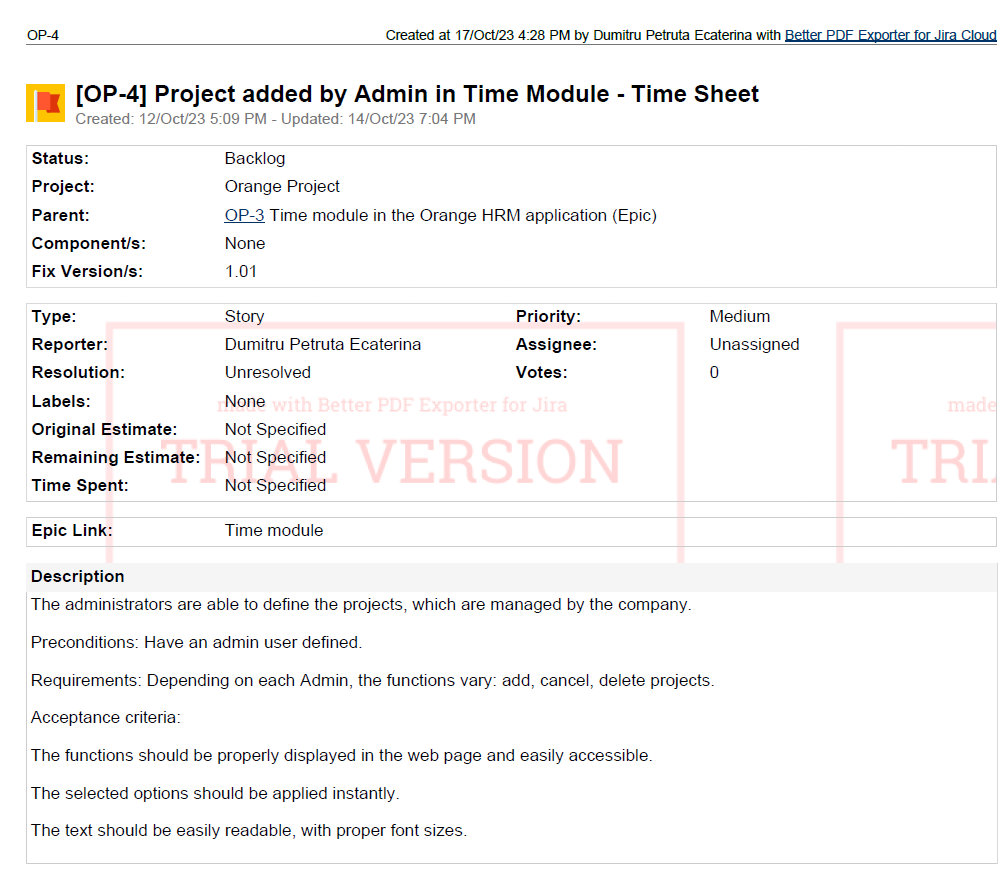 OP-4 Created at 17/Oct/23 4:28 PM by Dumitru Petruta Ecaterina with Better PDF Exporter for Jira Cloud
[OP-4] Project added by Admin in Time Module - Time Sheet
Created: 12/Oct/23 5:09 PM - Updated: 14/Oct/23 7:04 PM
Status: Backlog
Project: Orange Project
Parent: OP-3 Time module in the Orange HRM application (Epic)
Component/s: None
Fix Version/s: 1.01
Type: Story Priority: Medium
Reporter: Dumitru Petruta Ecaterina Assignee: Unassigned
Resolution: Unresolved Votes: 0
Labels: None
made with Better PDF Exporter for Jira made
Original Estimate: Not Specified
Remaining Estimate: Not Specified
TRIAL VERSION TRI
Time Spent: Not Specified
Epic Link: Time module
Description
The administrators are able to define the projects, which are managed by the company.
Preconditions: Have an admin user defined.
Requirements: Depending on each Admin, the functions vary: add, cancel, delete projects.
Acceptance criteria:
The functions should be properly displayed in the web page and easily accessible.
The selected options should be applied instantly.
The text should be easily readable, with proper font sizes.